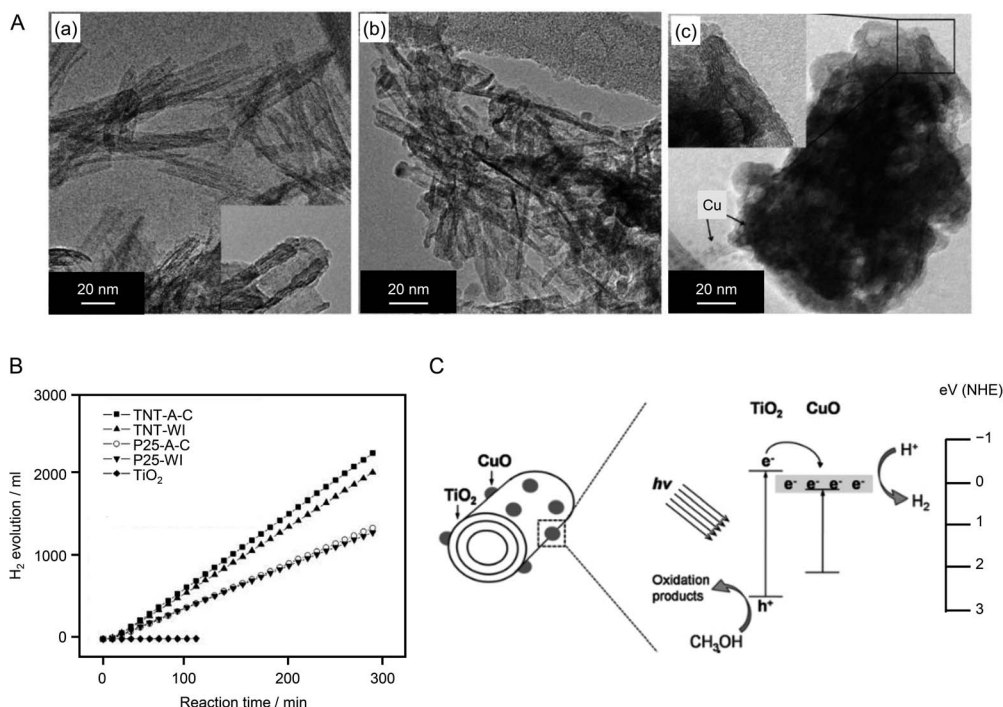 A
(a)
(b)
(c)
Cu
20 nm
20 nm
20 nm
B
3000
2000
1000
0
H2 evolution / ml
TNT-A-C
TNT-WI
P25-A-C
P25-WI
TiO2
0
100
200
300
Reaction time / min
C
eV (NHE)
TiO2
CuO
–1
0
1
2
3
CuO
TiO2
hv
e-
e- e- e- e-
H+
H2
Oxidation
products
h+
CH3OH